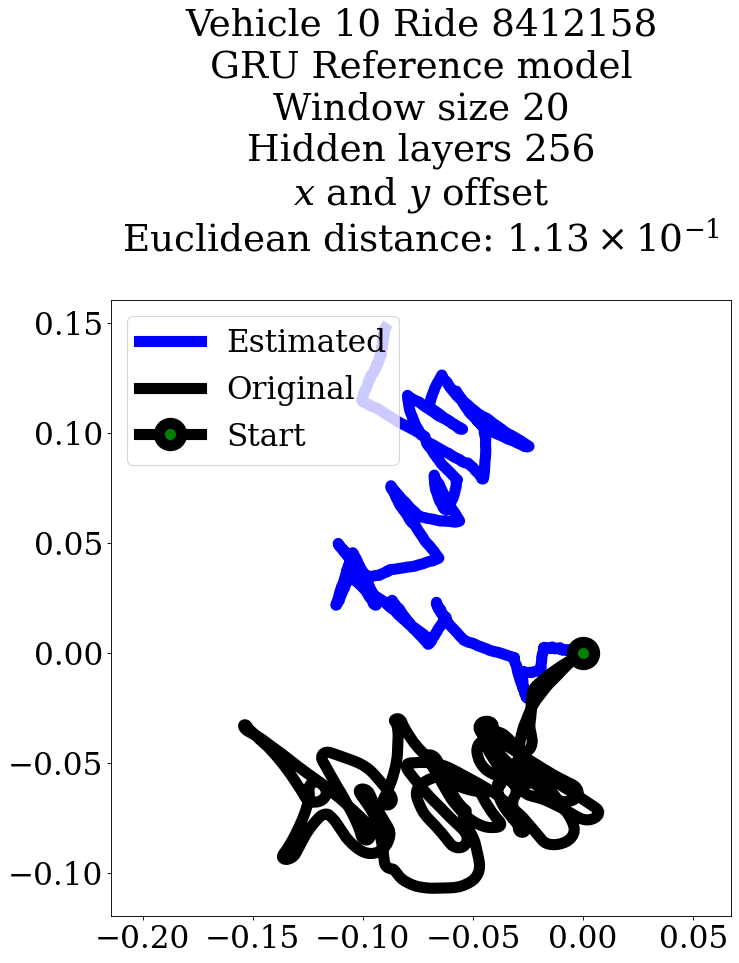 Vehicle 10 Ride 8412158
GRU Reference model
Window size 20
Hidden layers 256
x and y offset
Euclidean distance: 1.13 × 10⁻¹
Estimated
Original
Start
0.15
0.10
0.05
0.00
−0.05
−0.10
−0.20 −0.15 −0.10 −0.05 0.00 0.05